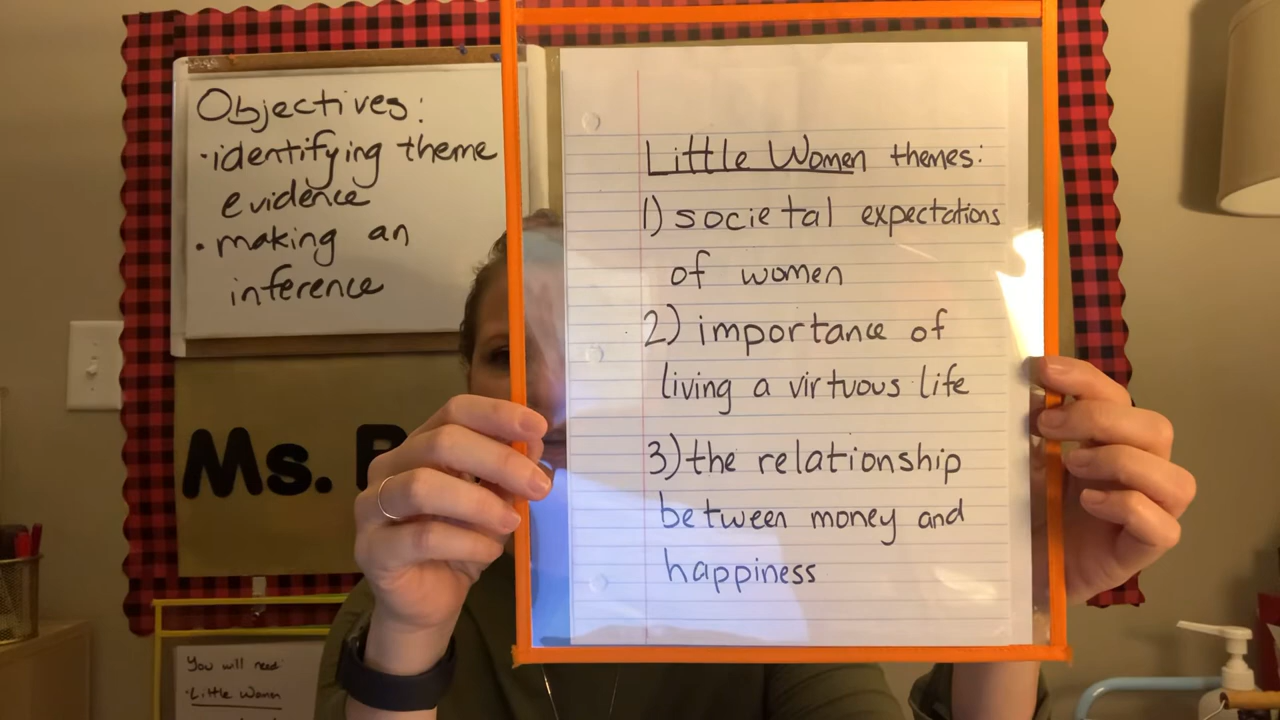 Objectives:
·identifying theme
evidence
·making an
inference
Little Women themes:
1) societal expectations
of women
2) importance of
living a virtuous life
3) the relationship
between money and
happiness
Ms.
You will need
·Little Women